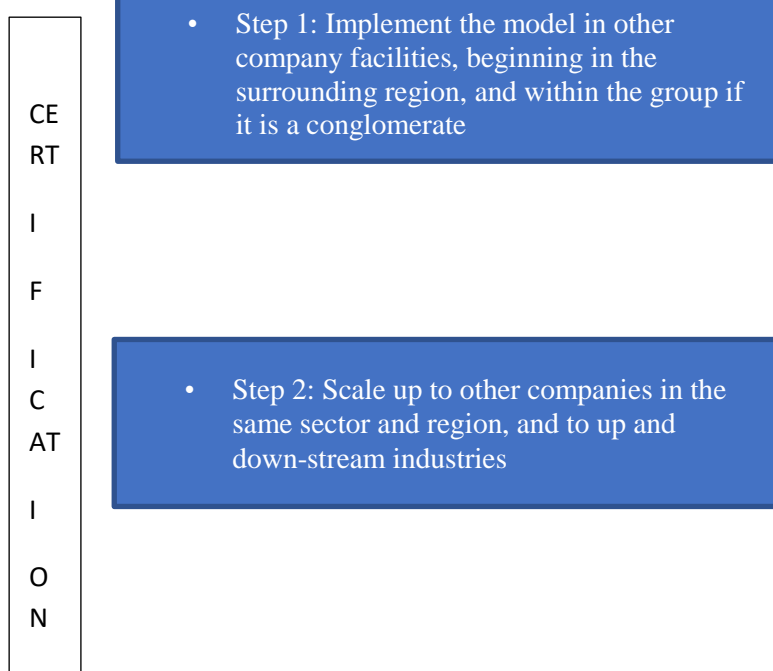 CE
RT
I
F
I
C
AT
I
O
N
• Step 1: Implement the model in other
company facilities, beginning in the
surrounding region, and within the group if
it is a conglomerate
• Step 2: Scale up to other companies in the
same sector and region, and to up and
down-stream industries